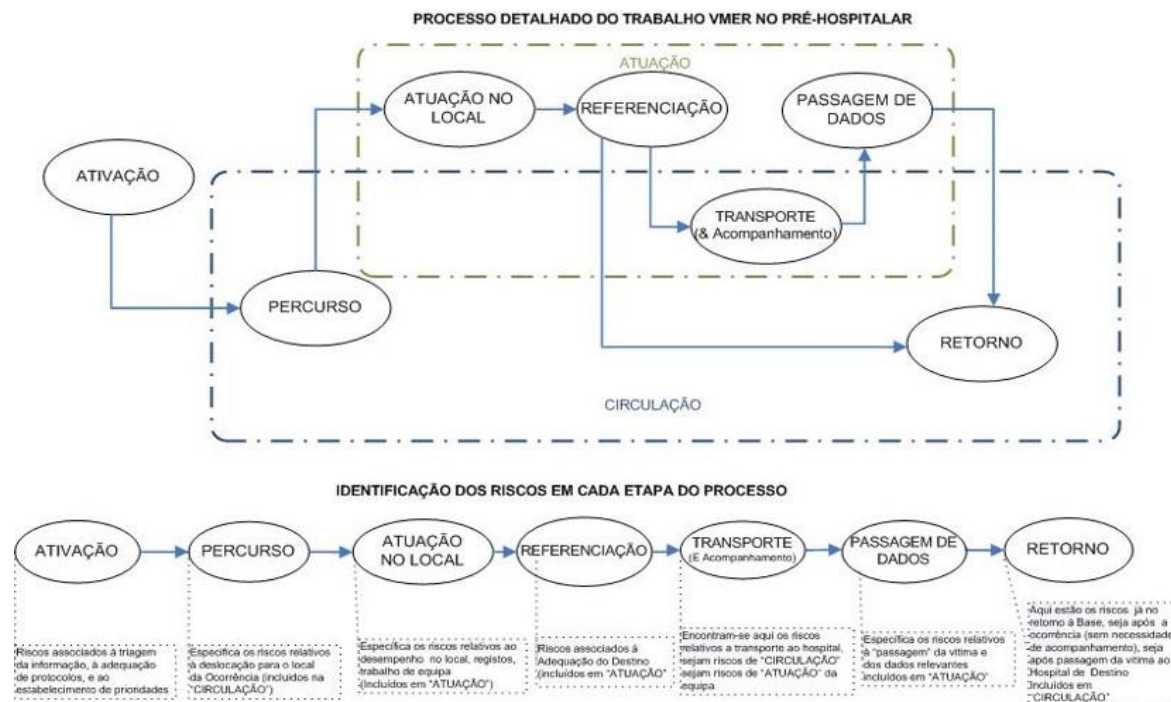 PROCESSO DETALHADO DO TRABALHO VMER NO PRÉ-HOSPITALAR
ATUAÇÃO
ATUAÇÃO NO
LOCAL
REFERENCIAÇÃO
PASSAGEM DE
DADOS
ATIVAÇÃO
TRANSPORTE
(& Acompanhamento)
PERCURSO
RETORNO
CIRCULAÇÃO
IDENTIFICAÇÃO DOS RISCOS EM CADA ETAPA DO PROCESSO
ATIVAÇÃO
PERCURSO
ATUAÇÃO
NO LOCAL
REFERENCIAÇÃO
TRANSPORTE
(E Acompanhamento)
PASSAGEM DE
DADOS
RETORNO
Riscos associados à triagem
da informação, à adequação
de protocolos, e ao
estabelecimento de prioridades
Especifica os riscos relativos
à deslocação para o local
da Ocorrência (incluídos na
"CIRCULAÇÃO")
Específica os riscos relativos ao
desempenho no local, registos,
trabalho de equipa
(Incluídos em "ATUAÇÃO")
Riscos associados à
Adequação do Destino
(incluídos em "ATUAÇÃO"
Encontram-se aqui os riscos
relativos a transporte ao hospital,
sejam riscos de "CIRCULAÇÃO"
sejam riscos de "ATUAÇÃO" da
equipa
Específica os riscos relativos
à "passagem" da vitima e
dos dados relevantes
incluídos em "ATUAÇÃO"
Aqui estão os riscos já no
retorno à Base, seja após a
ocorrência (sem necessidade
de acompanhamento), seja
após passagem da vitima ao
Hospital de Destino
Incluídos em
"CIRCULAÇÃO"